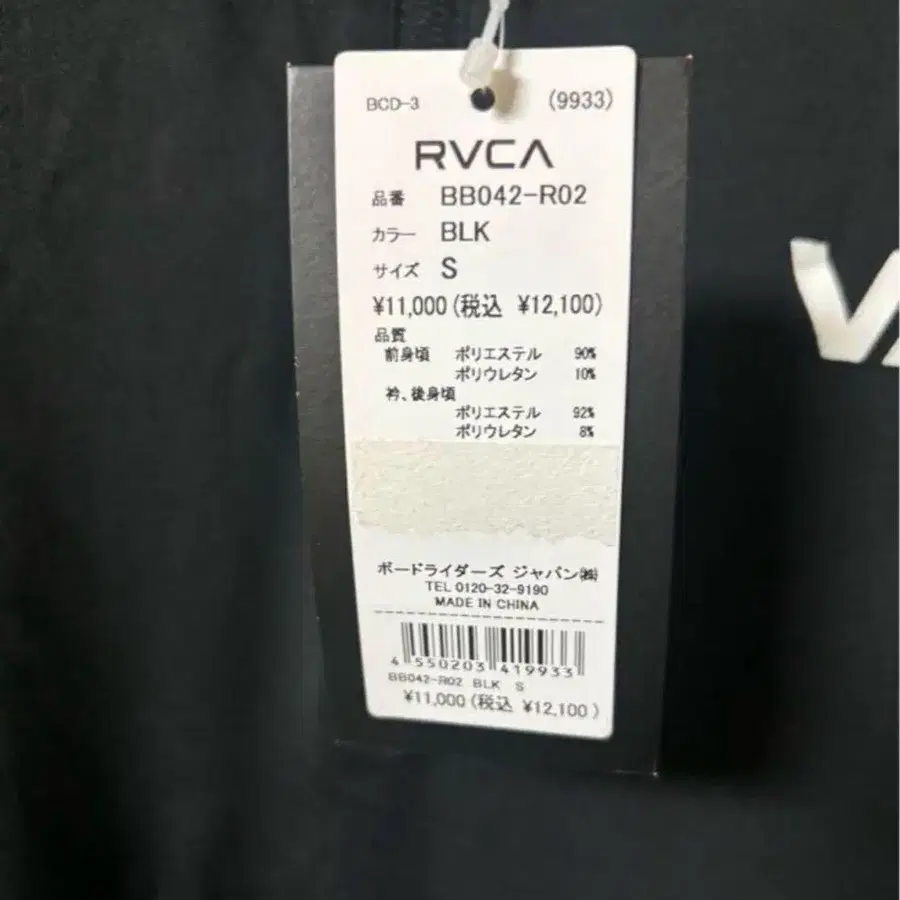 BCD-3 (9933)
RVCA
品番 BB042-R02
カラー BLK
サイズ S
¥11,000(税込 ¥12,100)
品質
前身頃 ポリエステル 90%
ポリウレタン 10%
衿、後身頃
ポリエステル 92%
ポリウレタン 8%
ボードライダーズ ジャパン㈱
TEL 0120-32-9190
MADE IN CHINA
4 550203 419933
BB042-R02 BLK S
¥11,000(税込 ¥12,100)